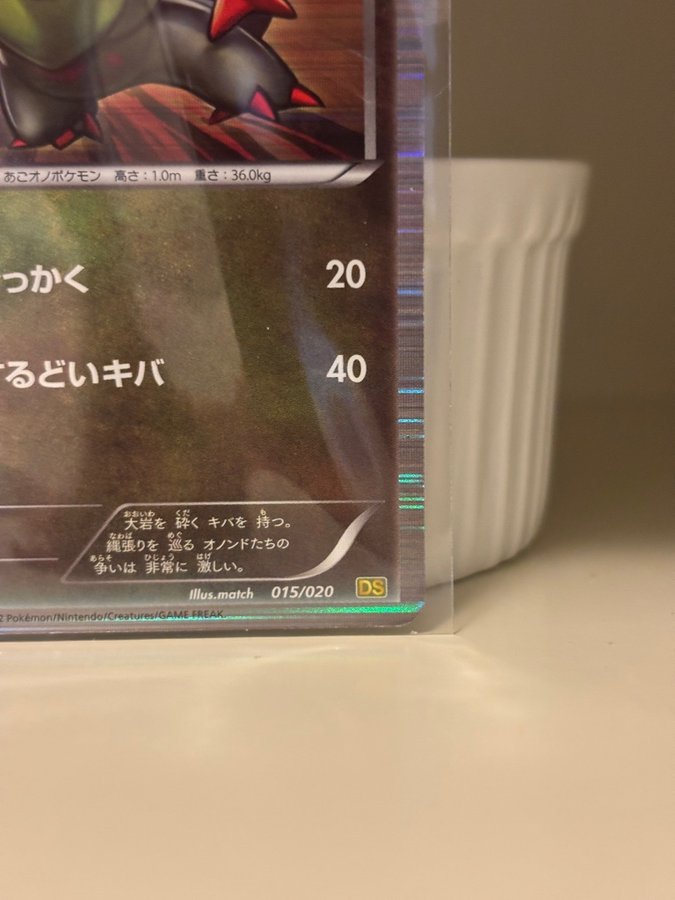 あごオノポケモン 高さ：1.0m 重さ：36.0kg
っかく 20
するどいキバ 40
大岩を 砕く キバを 持つ。
縄張りを 巡る オノンドたちの
争いは 非常に 激しい。
Illus.match 015/020 DS
2 Pokémon/Nintendo/Creatures/GAME FREAK